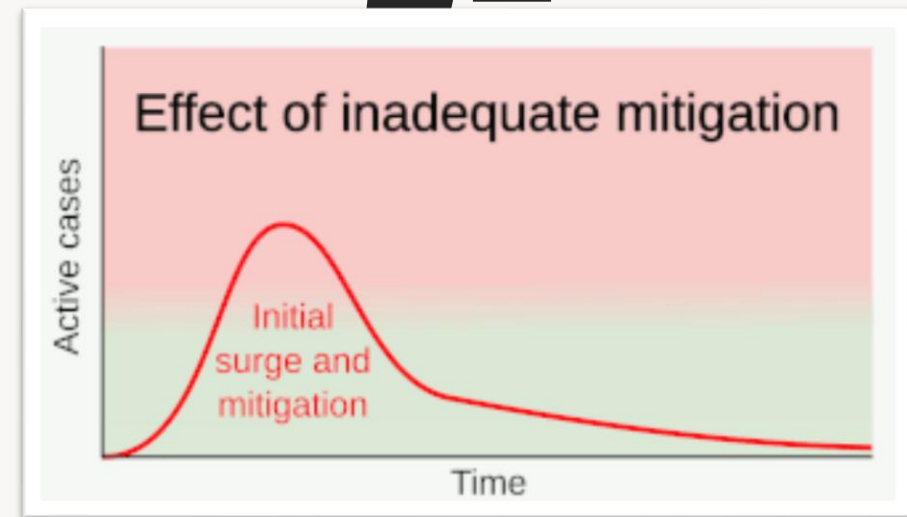 Effect of inadequate mitigation
Active cases
Initial
surge and
mitigation
Time